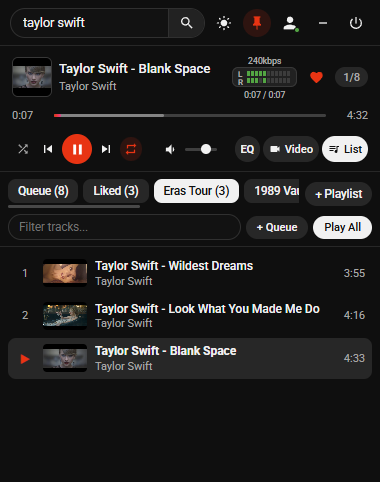 taylor swift
240kbps
Taylor Swift - Blank Space
Taylor Swift
L
R
1/8
0:07 / 0:07
0:07
4:32
EQ
Video
List
Queue (8)
Liked (3)
Eras Tour (3)
1989 Vau
+ Playlist
Filter tracks...
+ Queue
Play All
1
Taylor Swift - Wildest Dreams
Taylor Swift
3:55
2
Taylor Swift - Look What You Made Me Do
Taylor Swift
4:16
Taylor Swift - Blank Space
Taylor Swift
4:33